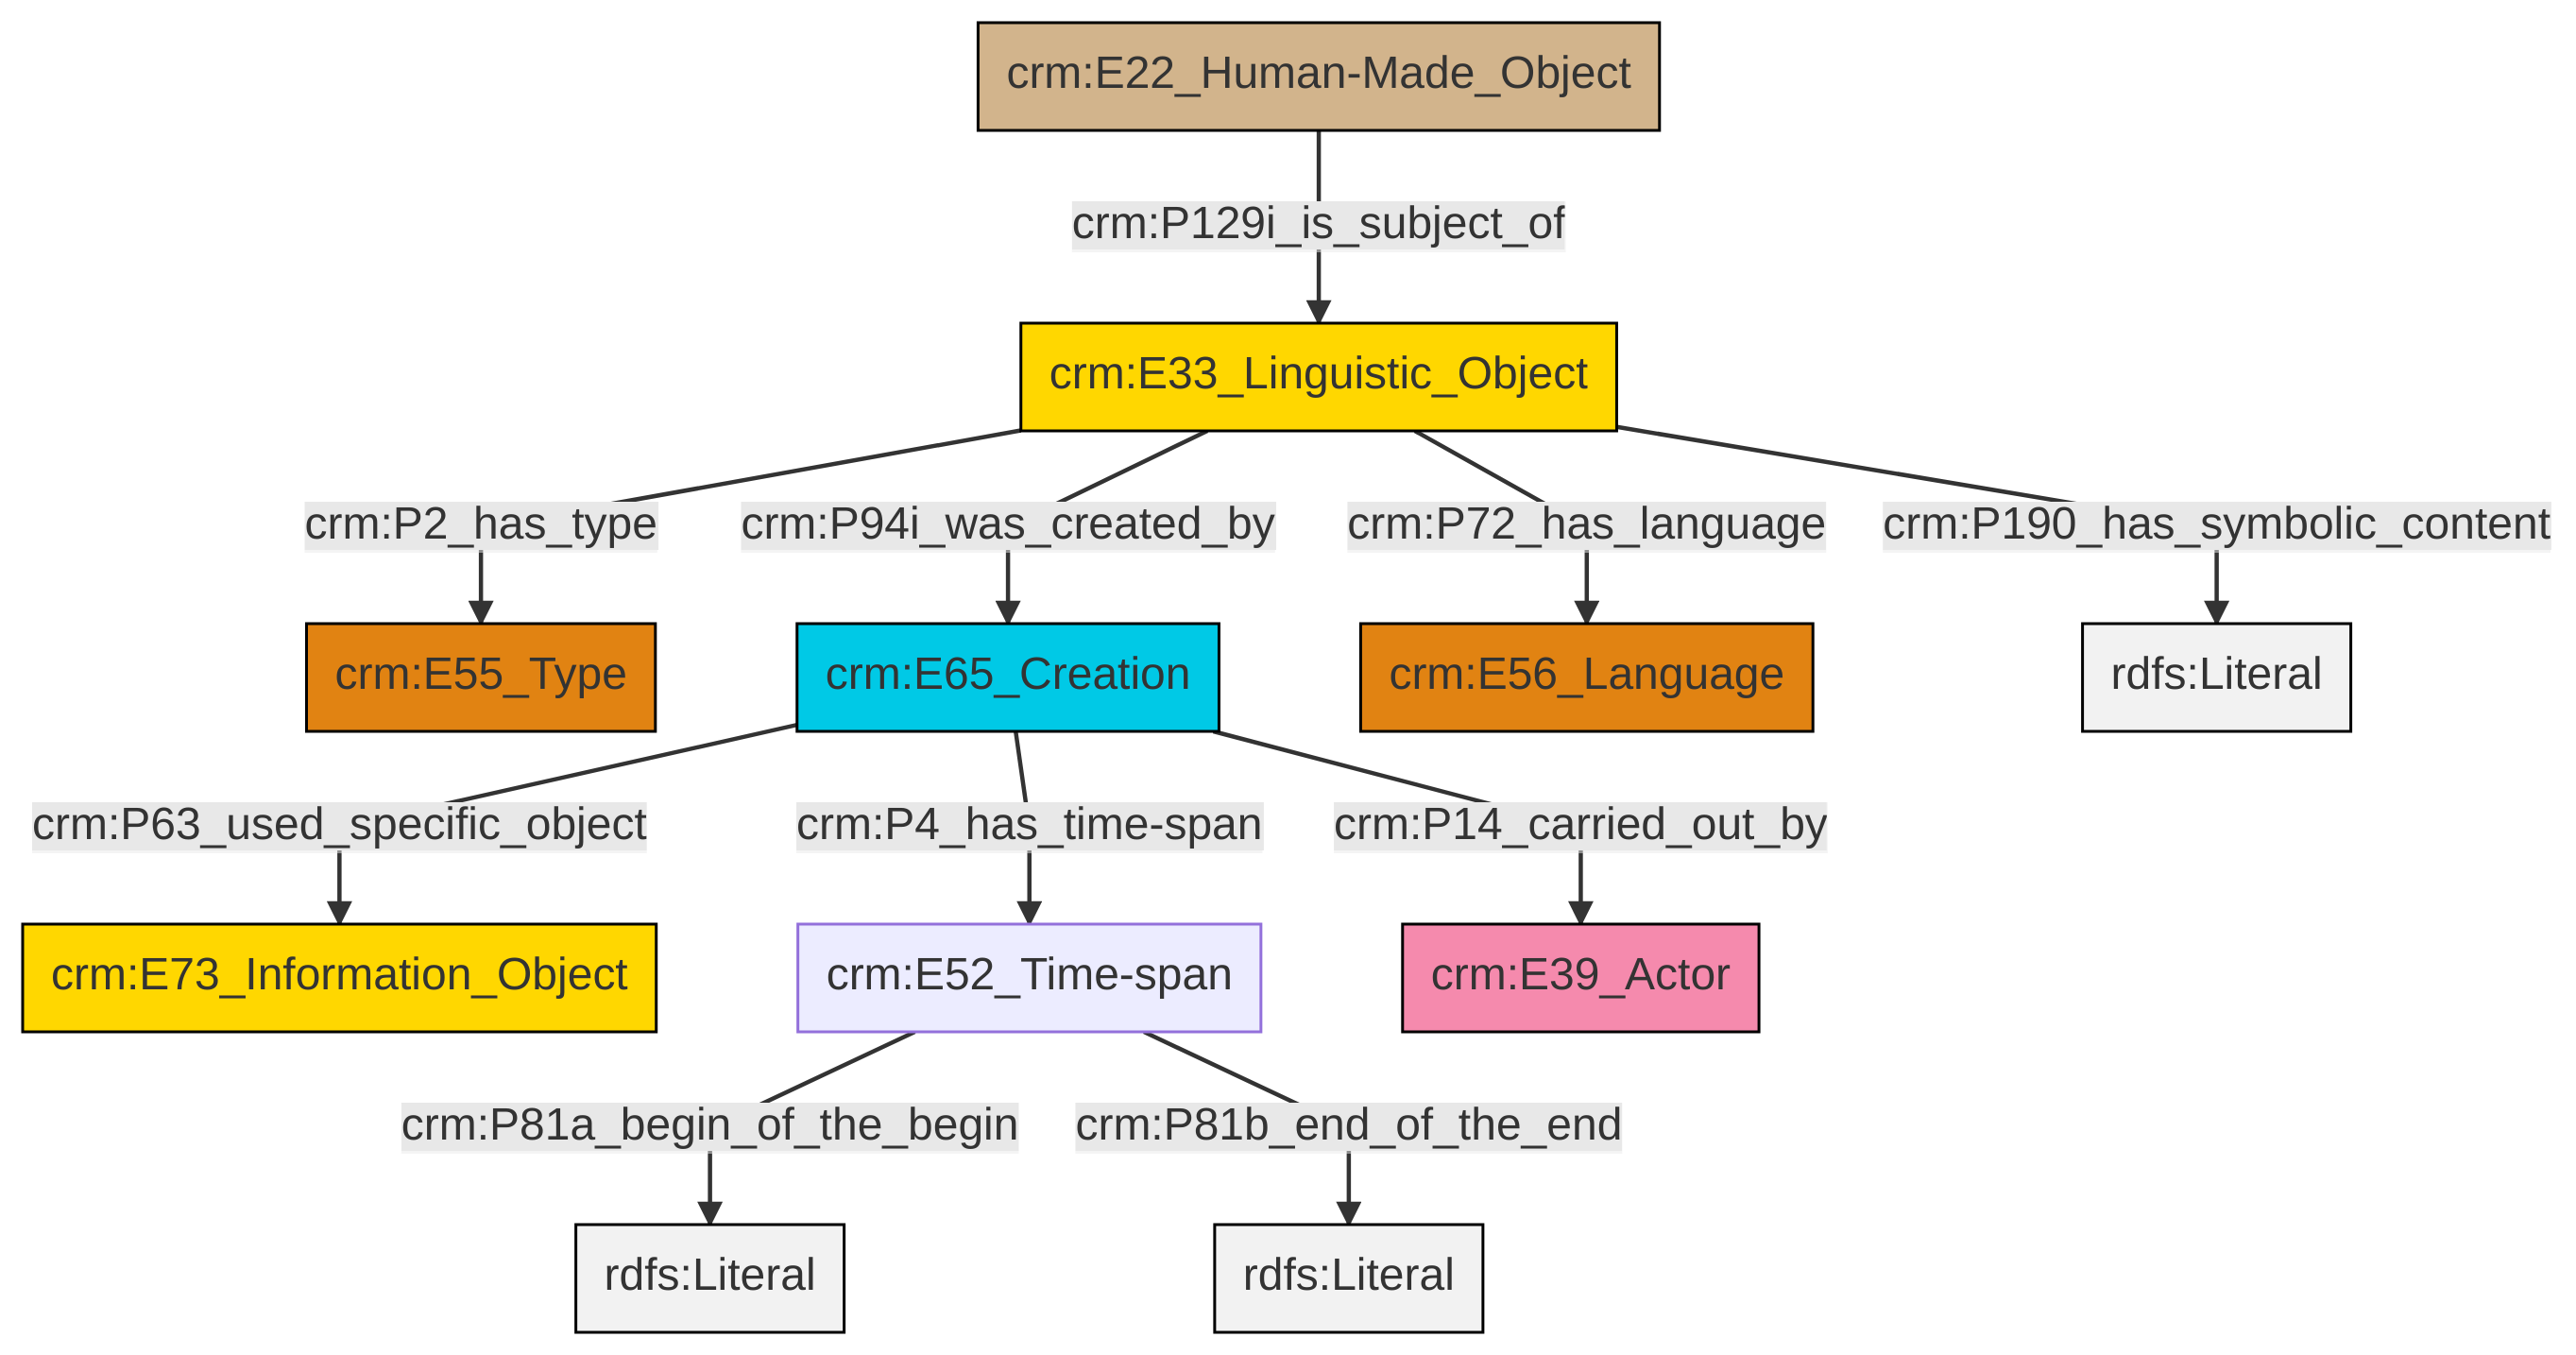 crm:E22_Human-Made_Object
crm:P129i_is_subject_of
crm:E33_Linguistic_Object
crm:P2_has_type
crm:P94i_was_created_by
crm:P72_has_language
crm:P190_has_symbolic_content
crm:E55_Type
crm:E65_Creation
crm:E56_Language
rdfs:Literal
crm:P63_used_specific_object
crm:P4_has_time-span
crm:P14_carried_out_by
crm:E73_Information_Object
crm:E52_Time-span
crm:E39_Actor
crm:P81a_begin_of_the_begin
crm:P81b_end_of_the_end
rdfs:Literal
rdfs:Literal